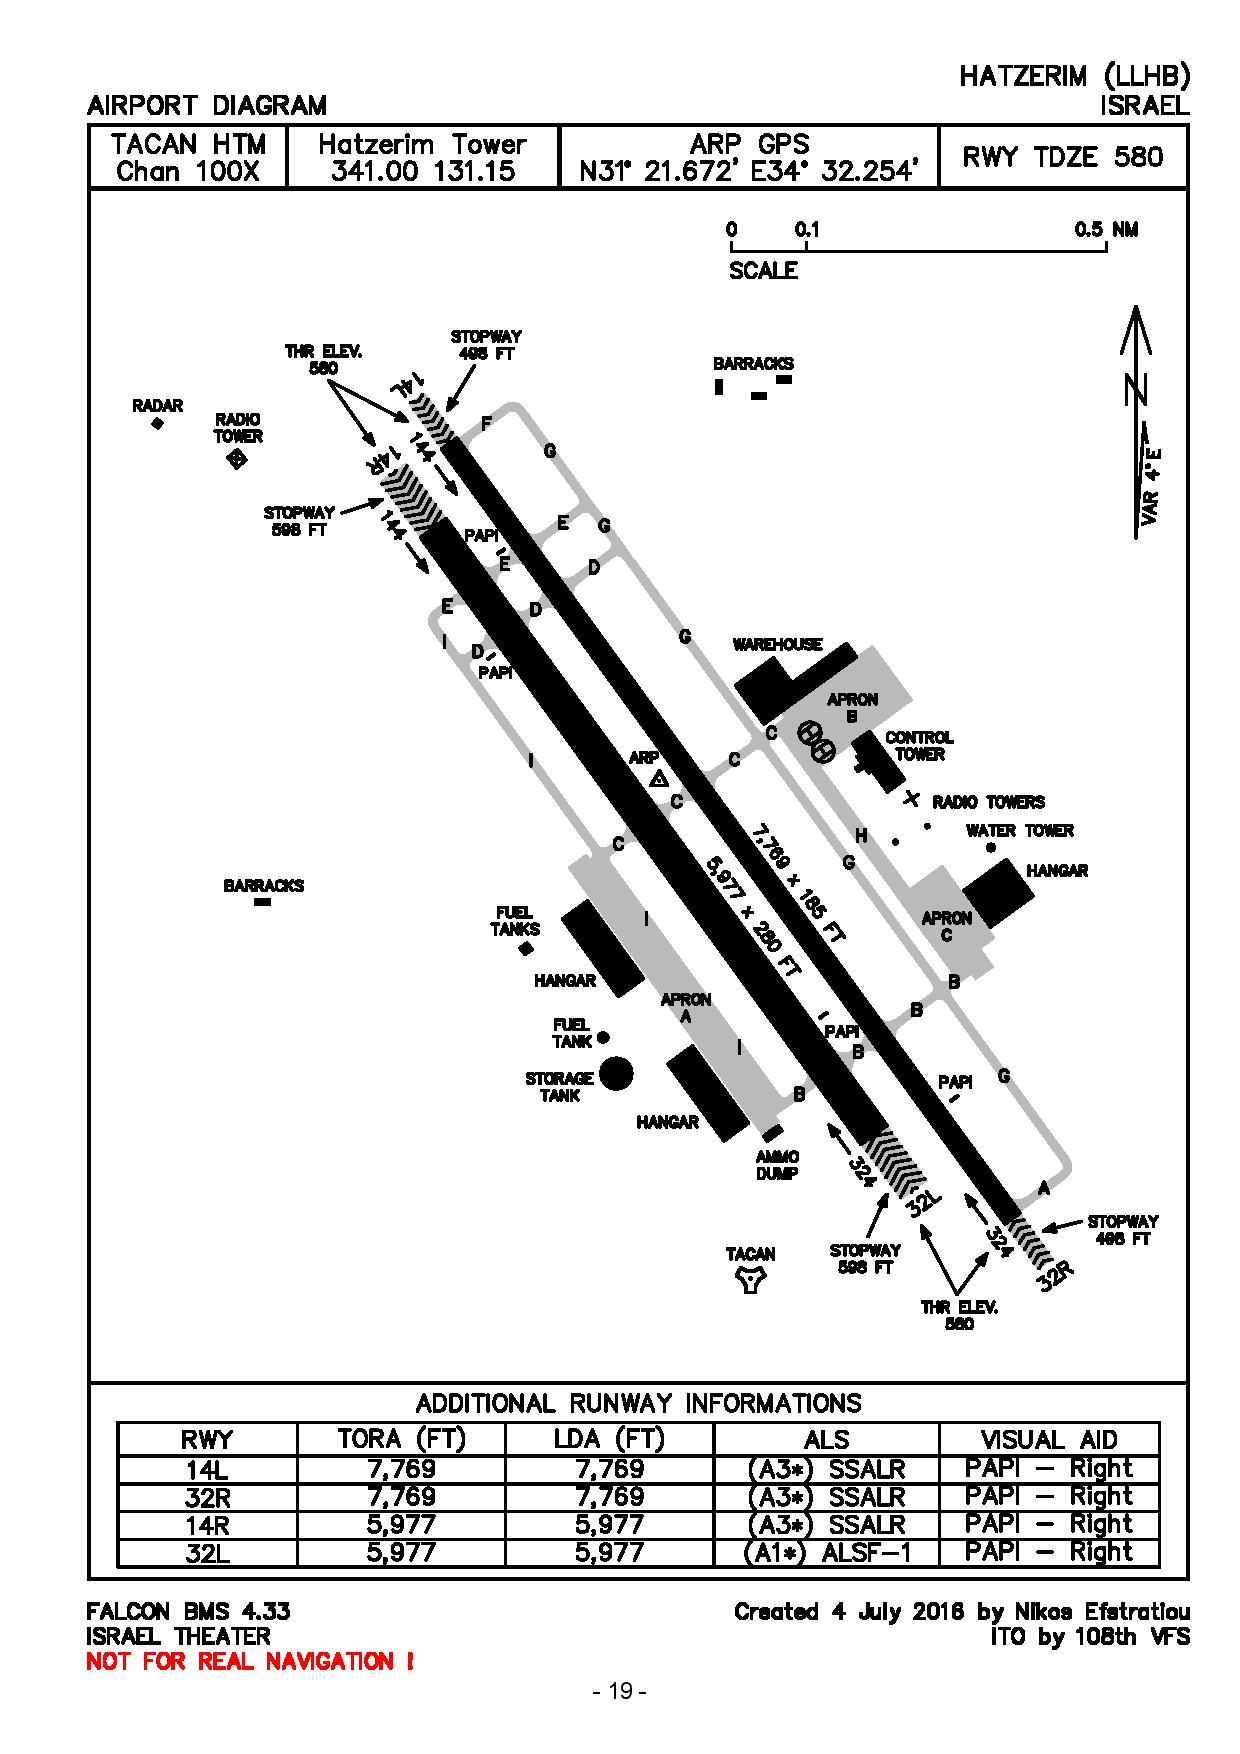 HATZERIM (LLHB)
AIRPORT DIAGRAM
ISRAEL
TACAN HTM
Chan 100X
Hatzerim Tower
341.00 131.15
ARP GPS
N31° 21.672' E34° 32.254'
RWY TDZE 580
0 0.1 0.5 NM
SCALE
STOPWAY
498 FT
THR ELEV.
580
BARRACKS
N
VAR 4° E
RADAR
RADIO
TOWER
14L
144
14R
144
STOPWAY
598 FT
F
G
PAPI
E
G
E
D
E
D
I
D
PAPI
G
WAREHOUSE
APRON
B
C
CONTROL
TOWER
I
ARP
C
C
RADIO TOWERS
WATER TOWER
H
G
C
HANGAR
7,769 x 185 FT
5,977 x 280 FT
BARRACKS
FUEL
TANKS
I
APRON
C
HANGAR
APRON
A
B
B
FUEL
TANK
PAPI
I
B
STORAGE
TANK
B
PAPI
G
HANGAR
AMMO
DUMP
324
32L
A
STOPWAY
498 FT
324
32R
TACAN
STOPWAY
598 FT
THR ELEV.
580
ADDITIONAL RUNWAY INFORMATIONS
RWY TORA (FT) LDA (FT) ALS VISUAL AID
14L 7,769 7,769 (A3*) SSALR PAPI - Right
32R 7,769 7,769 (A3*) SSALR PAPI - Right
14R 5,977 5,977 (A3*) SSALR PAPI - Right
32L 5,977 5,977 (A1*) ALSF-1 PAPI - Right
FALCON BMS 4.33
Created 4 July 2016 by Nikos Efstratiou
ISRAEL THEATER
ITO by 108th VFS
NOT FOR REAL NAVIGATION !
- 19 -